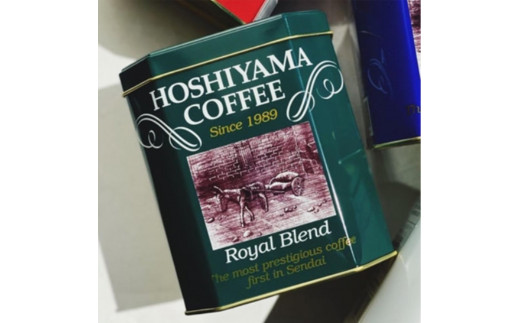 HOSHIYAMA
COFFEE
Since 1989
Royal Blend
The most prestigious coffee
first in Sendai